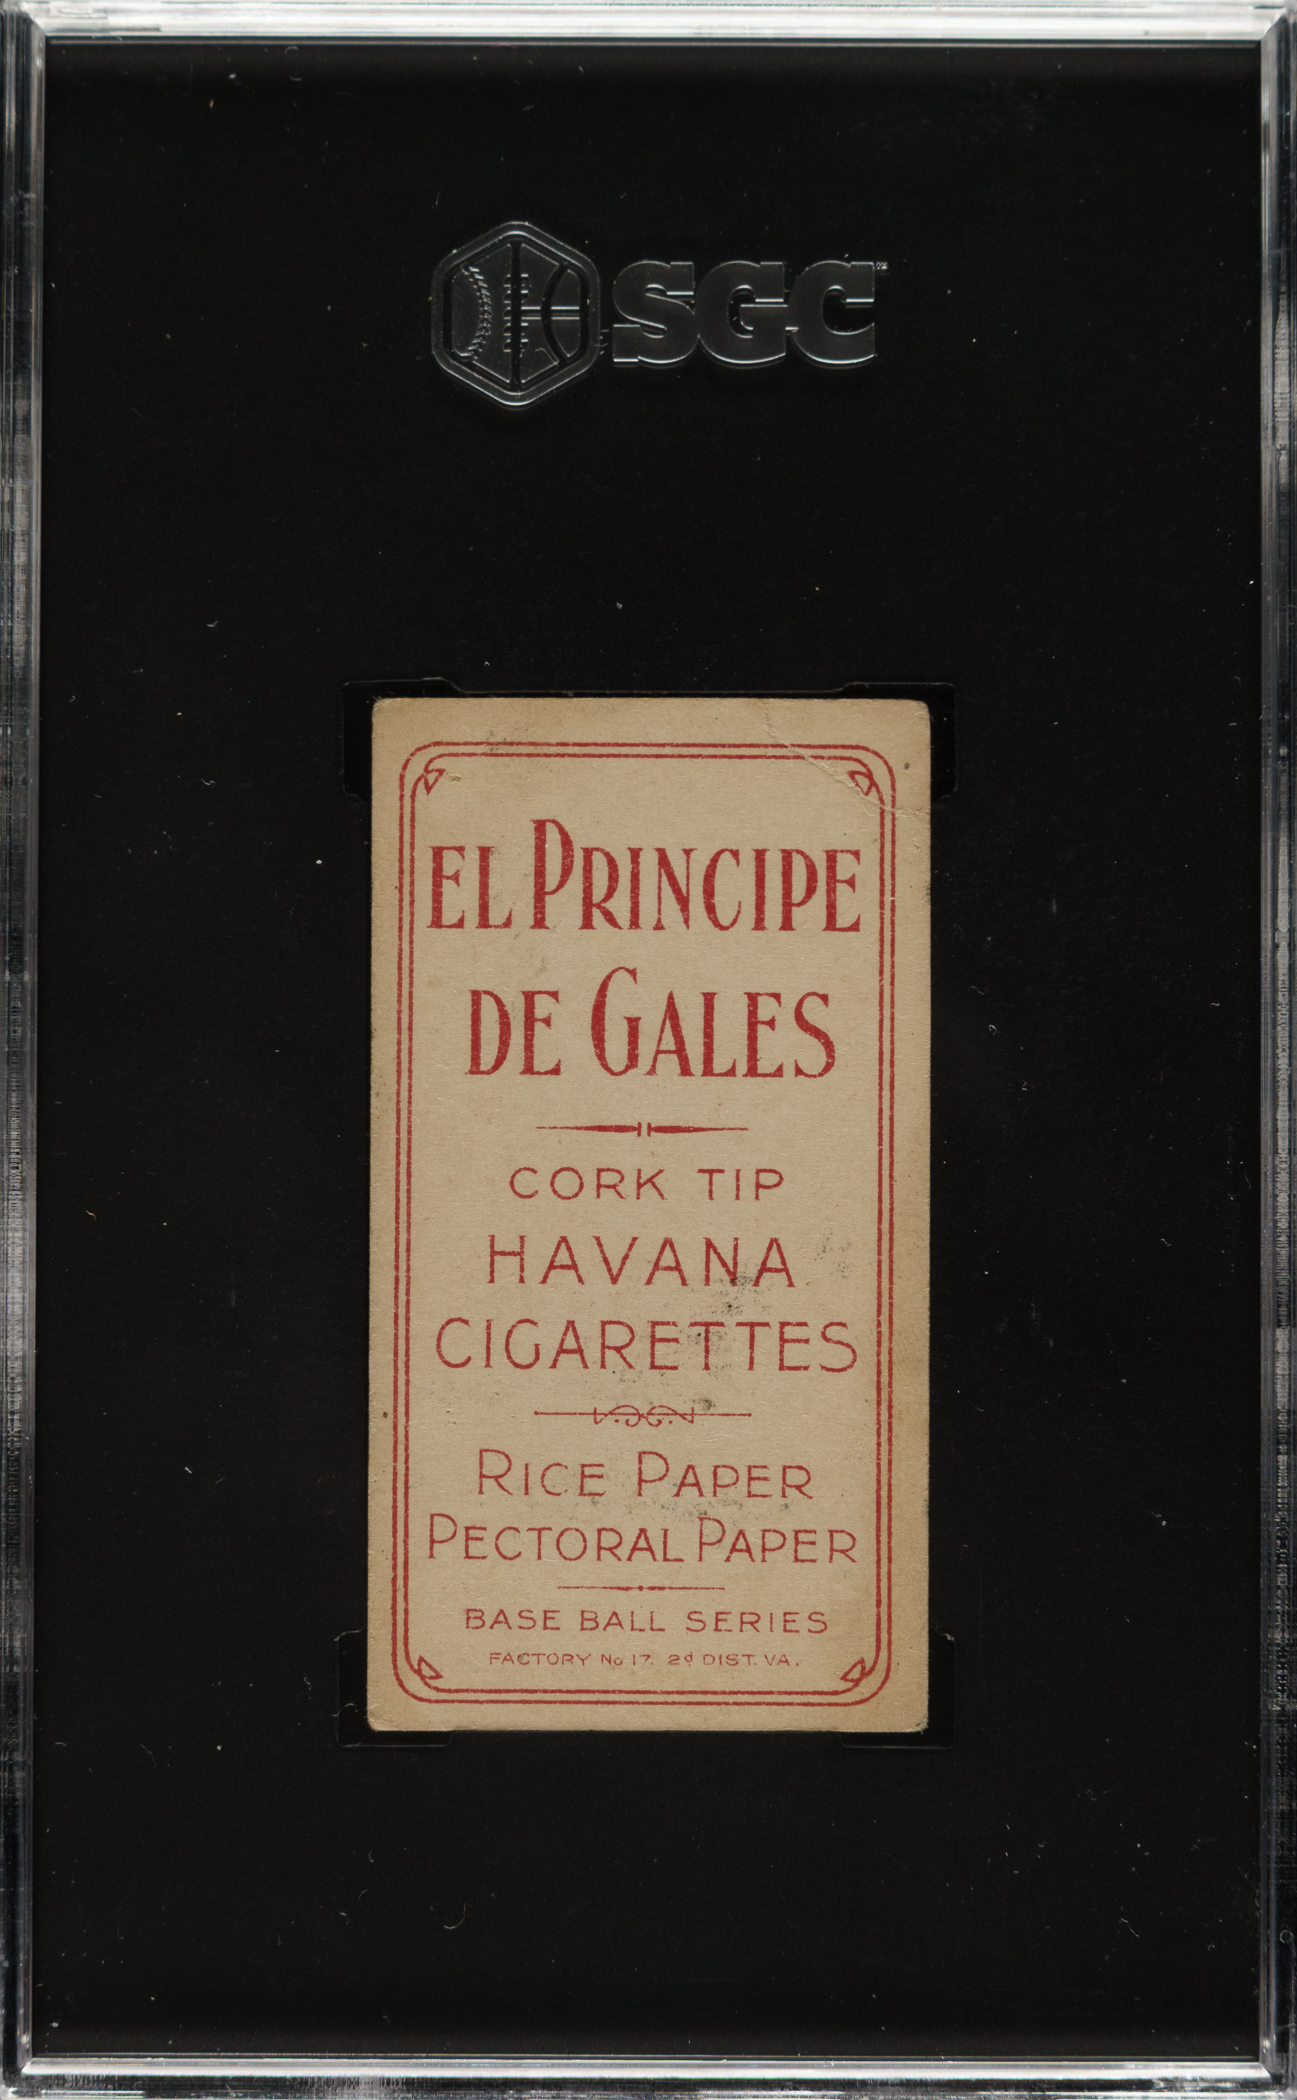 SGC
EL PRINCIPE
DE GALES
CORK TIP
HAVANA
CIGARETTES
RICE PAPER
PECTORAL PAPER
BASE BALL SERIES
FACTORY No 17. 2d DIST. VA.